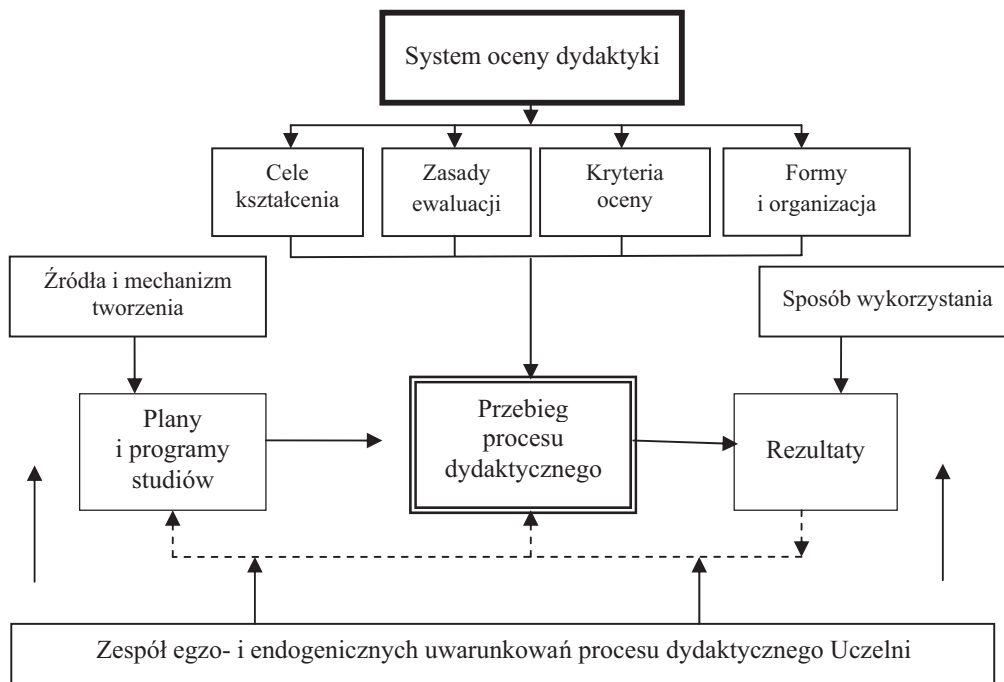 System oceny dydaktyki
Cele
kształcenia
Zasady
ewaluacji
Kryteria
oceny
Formy
i organizacja
Źródła i mechanizm
tworzenia
Sposób wykorzystania
Plany
i programy
studiów
Przebieg
procesu
dydaktycznego
Rezultaty
Zespół egzo- i endogenicznych uwarunkowań procesu dydaktycznego Uczelni